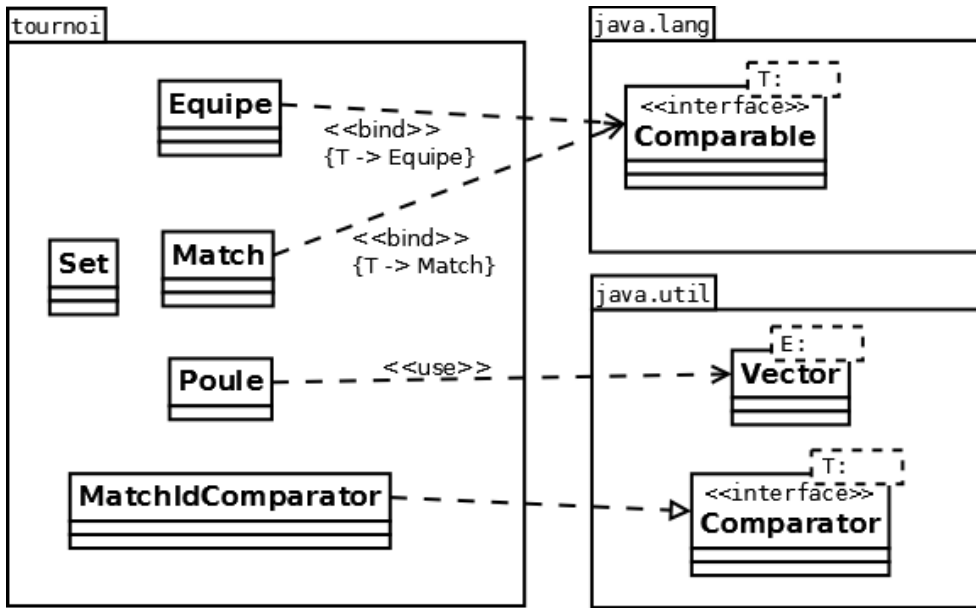 tournoi
java.lang
T:
Equipe
<<interface>>
Comparable
<<bind>>
{T -> Equipe}
Match
<<bind>>
{T -> Match}
Set
java.util
E:
Poule
<<use>>
Vector
T:
MatchIdComparator
<<interface>>
Comparator